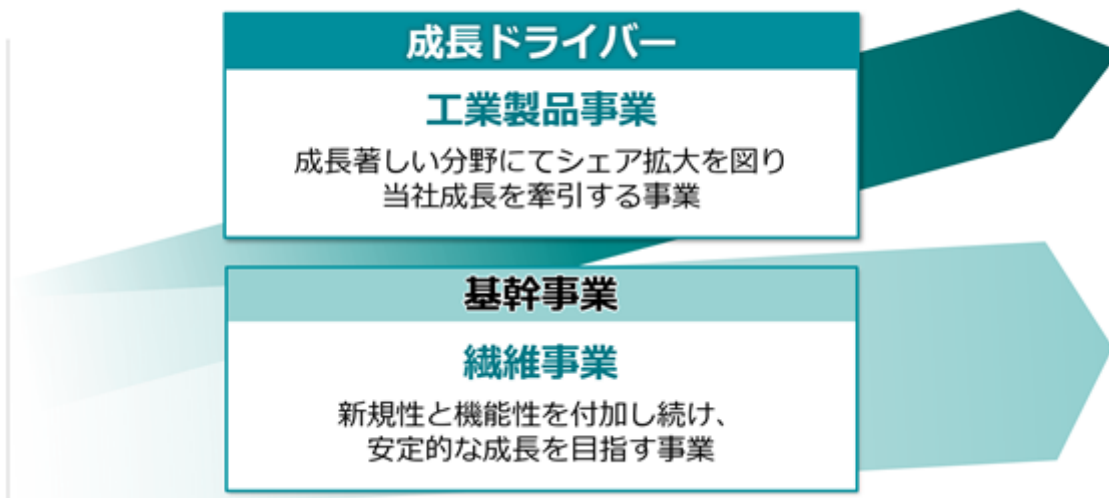 成長ドライバー
工業製品事業
成長著しい分野にてシェア拡大を図り
当社成長を牽引する事業
基幹事業
繊維事業
新規性と機能性を付加し続け、
安定的な成長を目指す事業